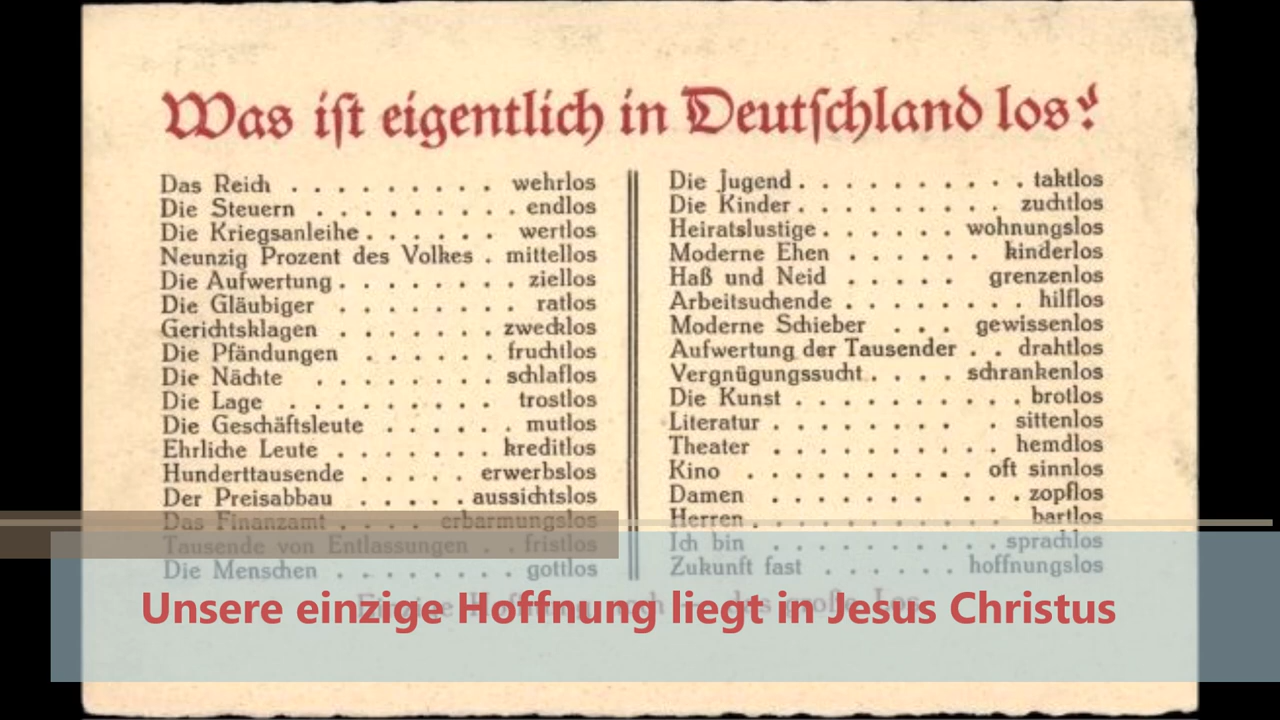 Was ist eigentlich in Deutschland los?
Das Reich . . . . . . . . . wehrlos
Die Steuern . . . . . . . . . endlos
Die Kriegsanleihe . . . . . . wertlos
Neunzig Prozent des Volkes . mittellos
Die Aufwertung . . . . . . . . ziellos
Die Gläubiger . . . . . . . ratlos
Gerichtsklagen . . . . . . . zwecklos
Die Pfändungen . . . . . . fruchtlos
Die Nächte . . . . . . . . schlaflos
Die Lage . . . . . . . . . trostlos
Die Geschäftsleute . . . . . . mutlos
Ehrliche Leute . . . . . . . kreditlos
Hunderttausende . . . . . erwerbslos
Der Preisabbau . . . . . aussichtslos
Das Finanzamt . . . . erbarmungslos
Tausende von Entlassungen . . fristlos
Die Menschen . . . . . . . gottlos
Die Jugend . . . . . . . . . . taktlos
Die Kinder . . . . . . . . . zuchtlos
Heiratslustige . . . . . . wohnungslos
Moderne Ehen . . . . . . kinderlos
Haß und Neid . . . . . grenzenlos
Arbeitsuchende . . . . . . . . hilflos
Moderne Schieber . . . gewissenlos
Aufwertung der Tausender . . drahtlos
Vergnügungssucht . . . . schrankenlos
Die Kunst . . . . . . . . . . brotlos
Literatur . . . . . . . . . sittenlos
Theater . . . . . . . . . . hemdlos
Kino . . . . . . . . . oft sinnlos
Damen . . . . . . . . . . zopflos
Herren . . . . . . . . . . bartlos
Ich bin . . . . . . . . . . sprachlos
Zukunft fast . . . . . . hoffnungslos
Unsere einzige Hoffnung liegt in Jesus Christus